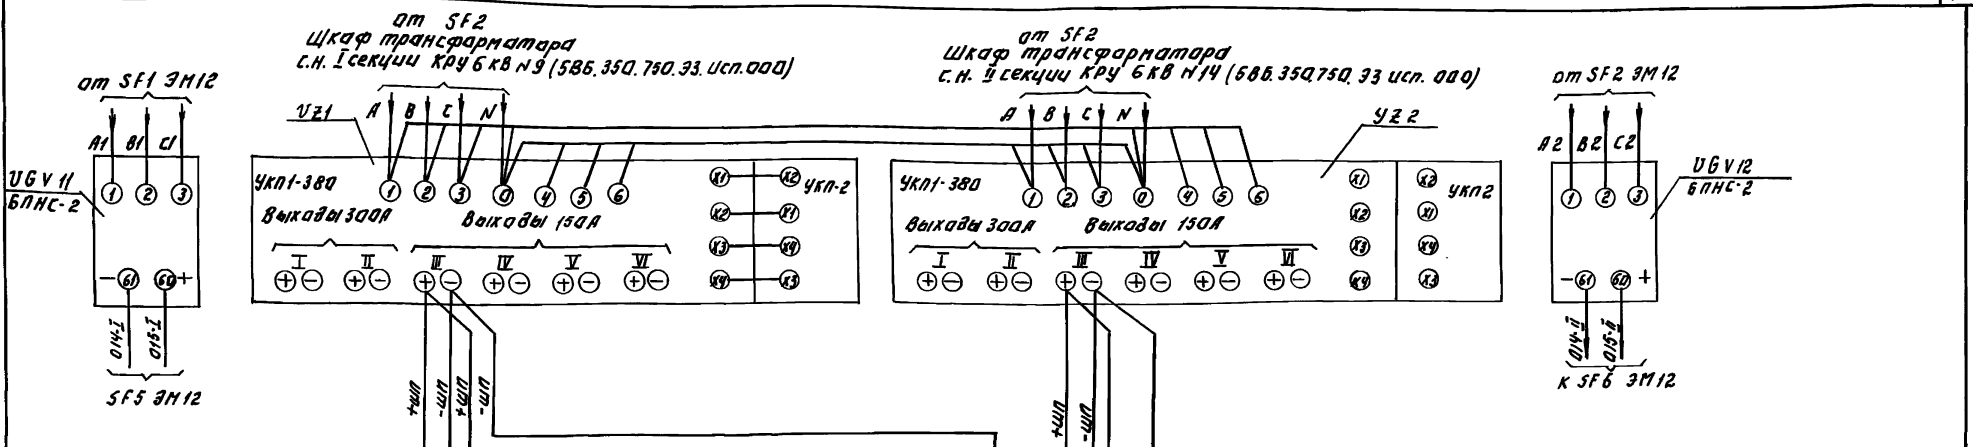 от SF1 ЭМ12
A1 B1 C1
UGV11
БПНС-2
1 2 3
- 61 60 +
014-I 015-I
SF5 ЭМ12
от SF2
Шкаф трансформатора
с.н. I секции КРУ 6 кВ №9 (5ВБ.350.750.ЭЗ. исп.000)
A B C N
UZ1
УКП1-380
1 2 3 0 4 5 6
Выходы 300А Выходы 150А
I II III IV V VI
+ - + - + - + - + - + -
X1 X2
X2 X1
X3 X4
X4 X3
УКП-2
+ШП -ШП +ШП -ШП
от SF2
Шкаф трансформатора
с.н. II секции КРУ 6 кВ №14 (6ВБ.350.750.ЭЗ исп. 000)
A B C N
УZ2
УКП1-380
1 2 3 0 4 5 6
Выходы 300А Выходы 150А
I II III IV V VI
+ - + - + - + - + - + -
X1 X2
X2 X1
X3 X4
X4 X3
УКП2
+ШП -ШП
от SF2 ЭМ12
A2 B2 C2
UGV12
БПНС-2
1 2 3
- 61 60 +
014-II 015-II
К SF6 ЭМ12